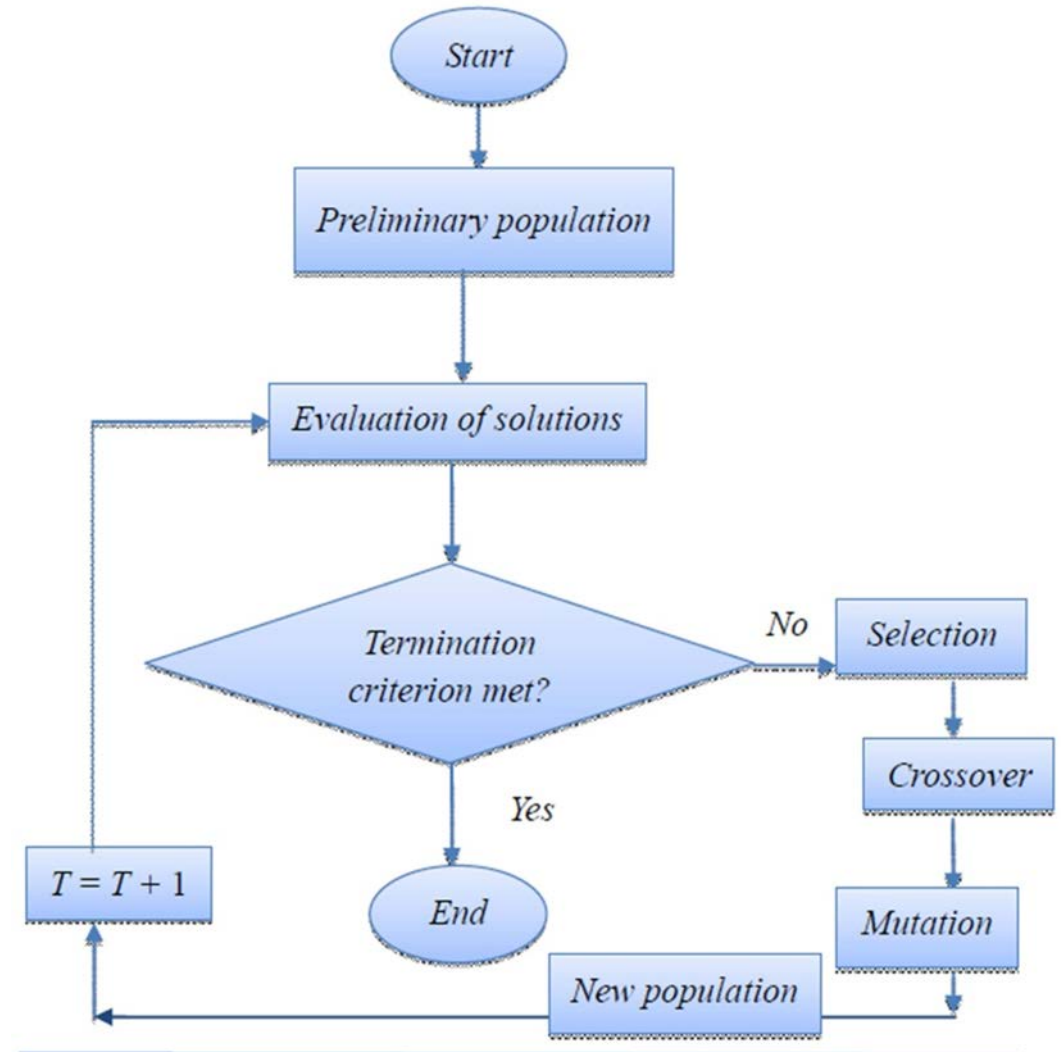 Start
Preliminary population
Evaluation of solutions
Termination
criterion met?
No
Selection
Crossover
Mutation
New population
T = T + 1
Yes
End